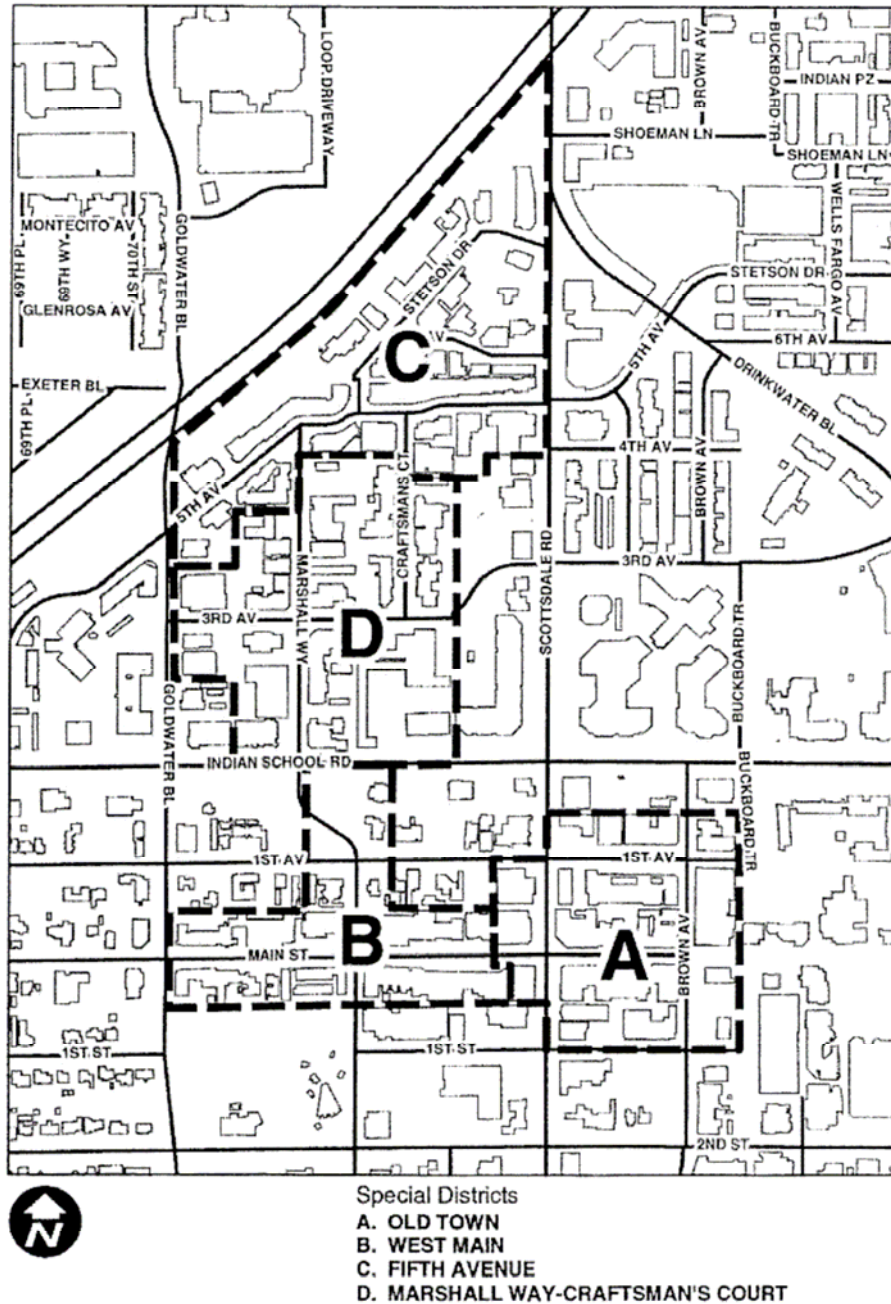 LOOP DRIVEWAY
BROWN AV
BUCKBOARD TR
INDIAN PZ
SHOEMAN LN
SHOEMAN LN
MONTECITO AV
GOLDWATER BL
69TH PL
69TH WY
70TH ST
WELLS FARGO AV
STETSON DR
STETSON DR
GLENROSA AV
C
AV
5TH AV
6TH AV
EXETER BL
69TH PL
DRINKWATER BL
4TH AV
BROWN AV
5TH AV
CRAFTSMANS CT
MARSHALL WY
SCOTTSDALE RD
3RD AV
3RD AV
D
BUCKBOARD TR
GOLDWATER BL
INDIAN SCHOOL RD
BUCKBOARD TR
1ST AV
1ST AV
B
A
BROWN AV
MAIN ST
1ST ST
1ST ST
2ND ST
N
Special Districts
A. OLD TOWN
B. WEST MAIN
C. FIFTH AVENUE
D. MARSHALL WAY-CRAFTSMAN'S COURT